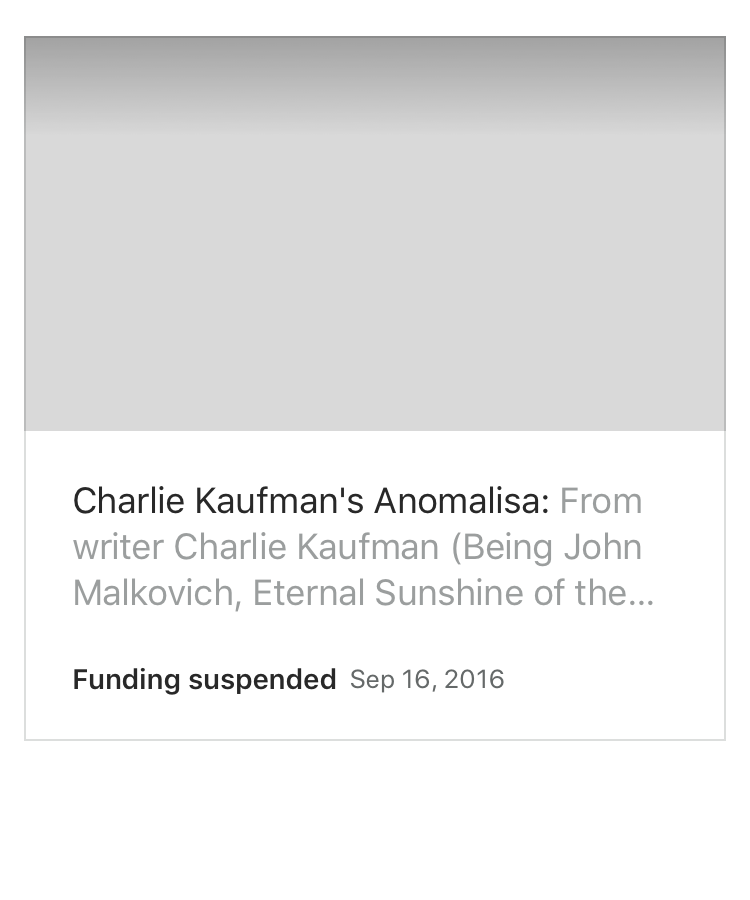 Charlie Kaufman's Anomalisa: From
writer Charlie Kaufman (Being John
Malkovich, Eternal Sunshine of the...
Funding suspended Sep 16, 2016